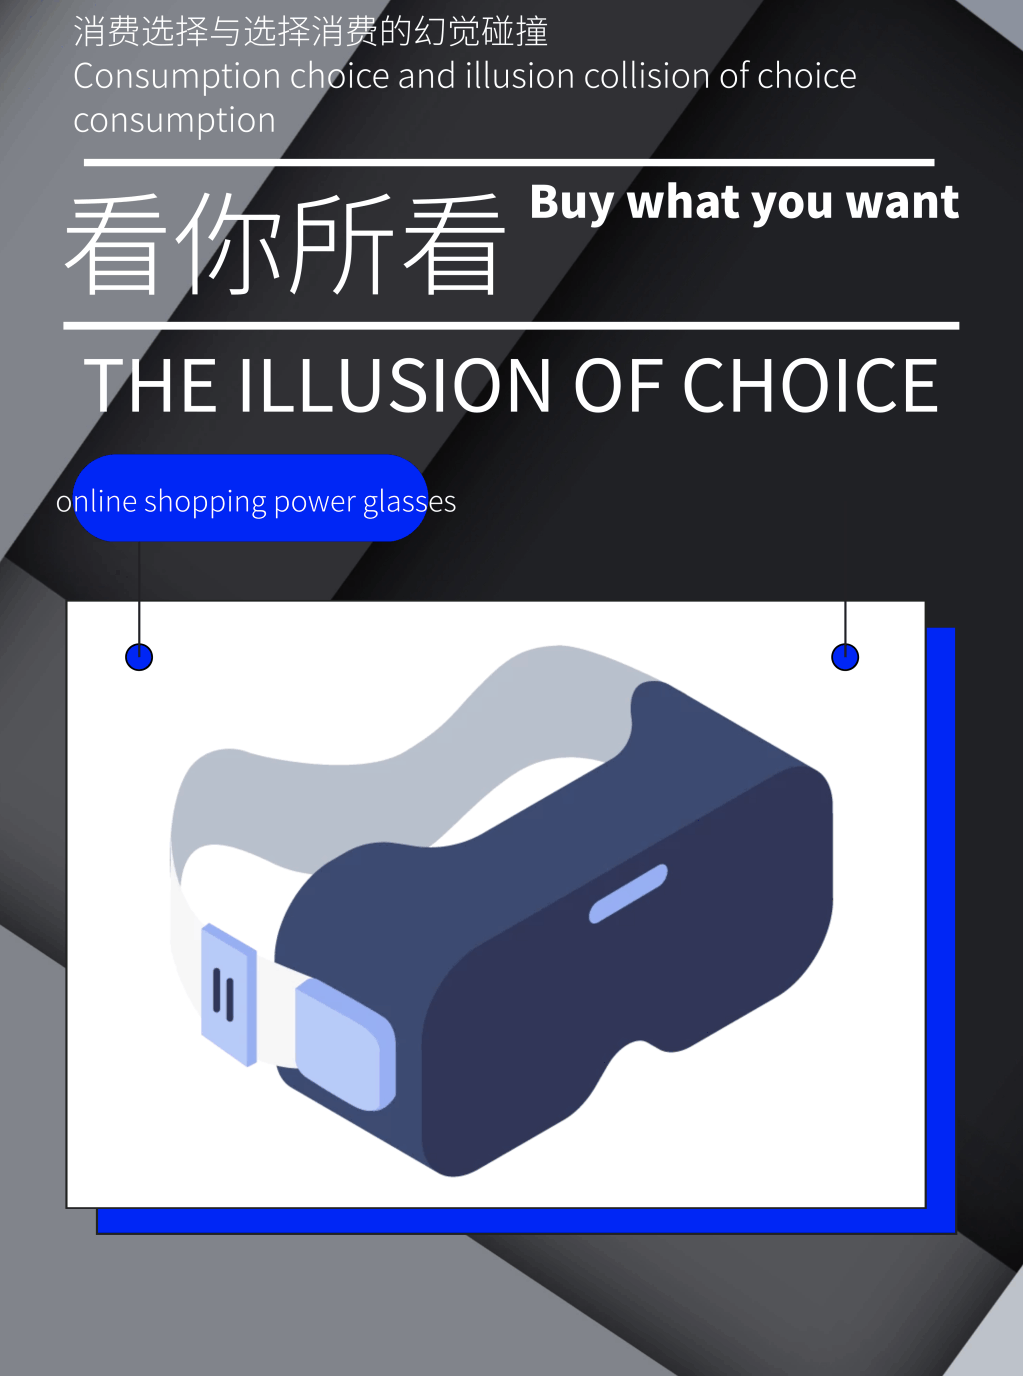 消费选择与选择消费的幻觉碰撞
Consumption choice and illusion collision of choice
consumption
看你所看
Buy what you want
THE ILLUSION OF CHOICE
online shopping power glasses